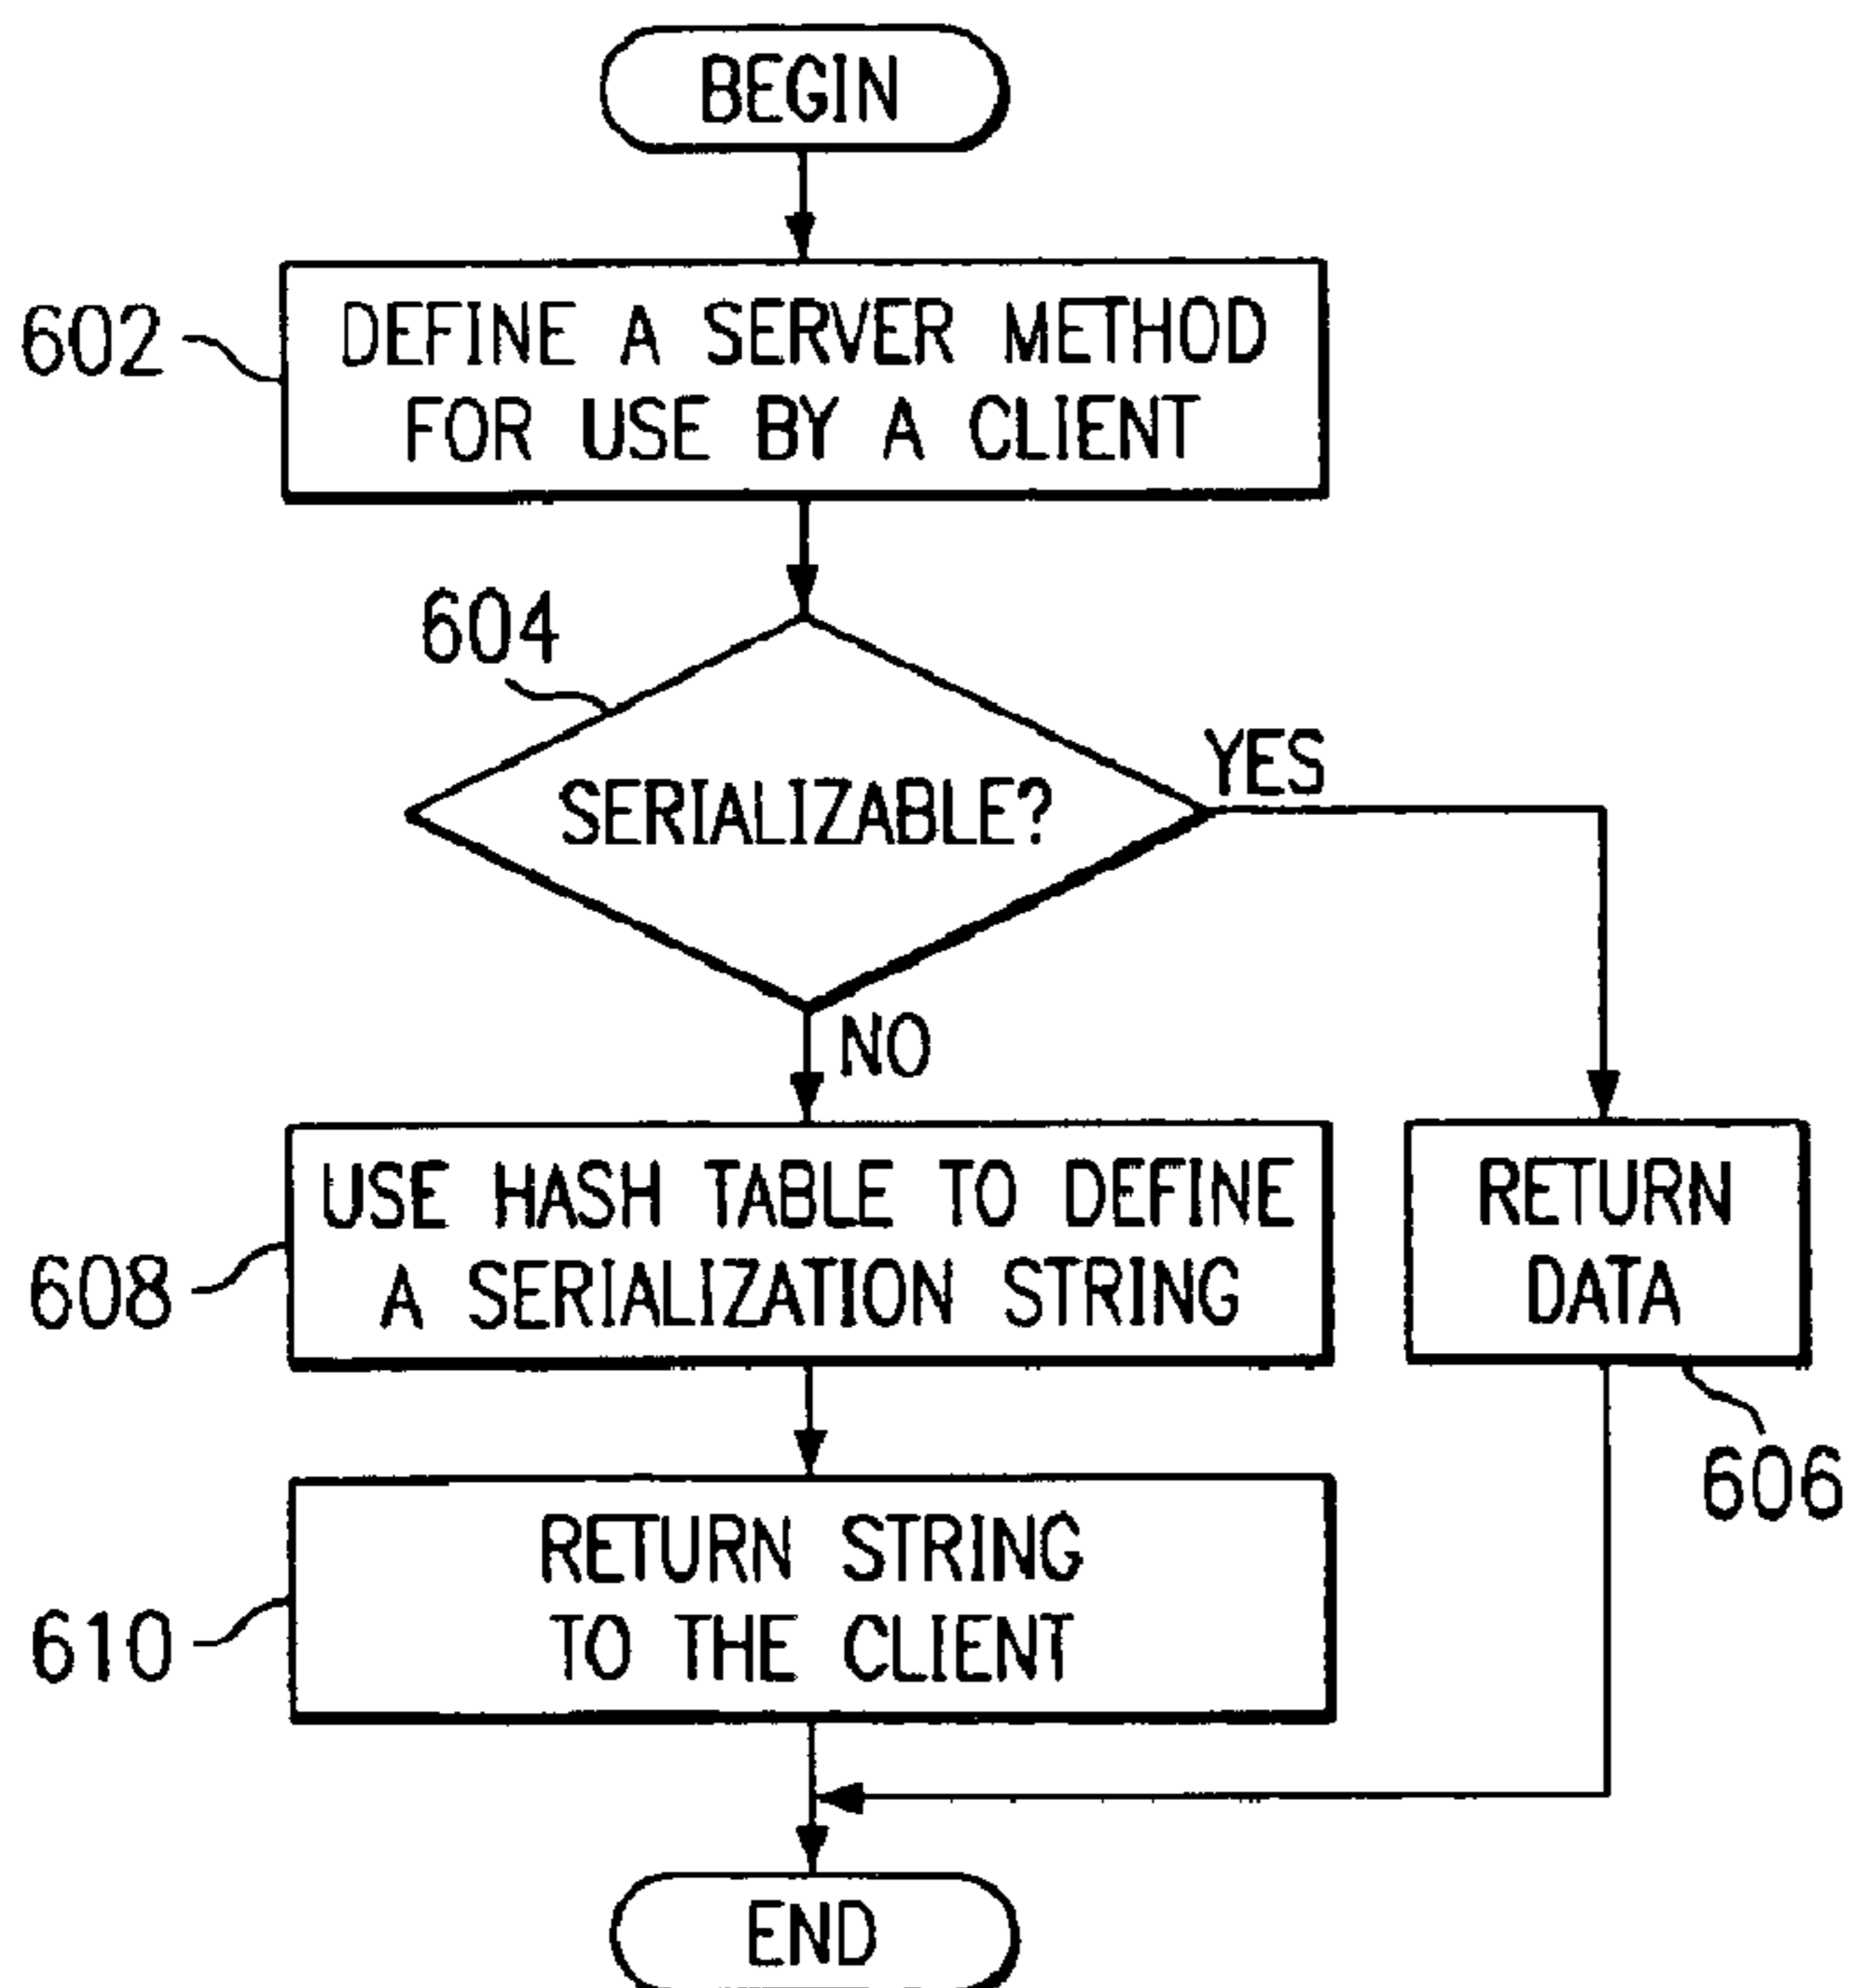 BEGIN
602
DEFINE A SERVER METHOD
FOR USE BY A CLIENT
604
SERIALIZABLE?
YES
NO
608
USE HASH TABLE TO DEFINE
A SERIALIZATION STRING
RETURN
DATA
606
610
RETURN STRING
TO THE CLIENT
END